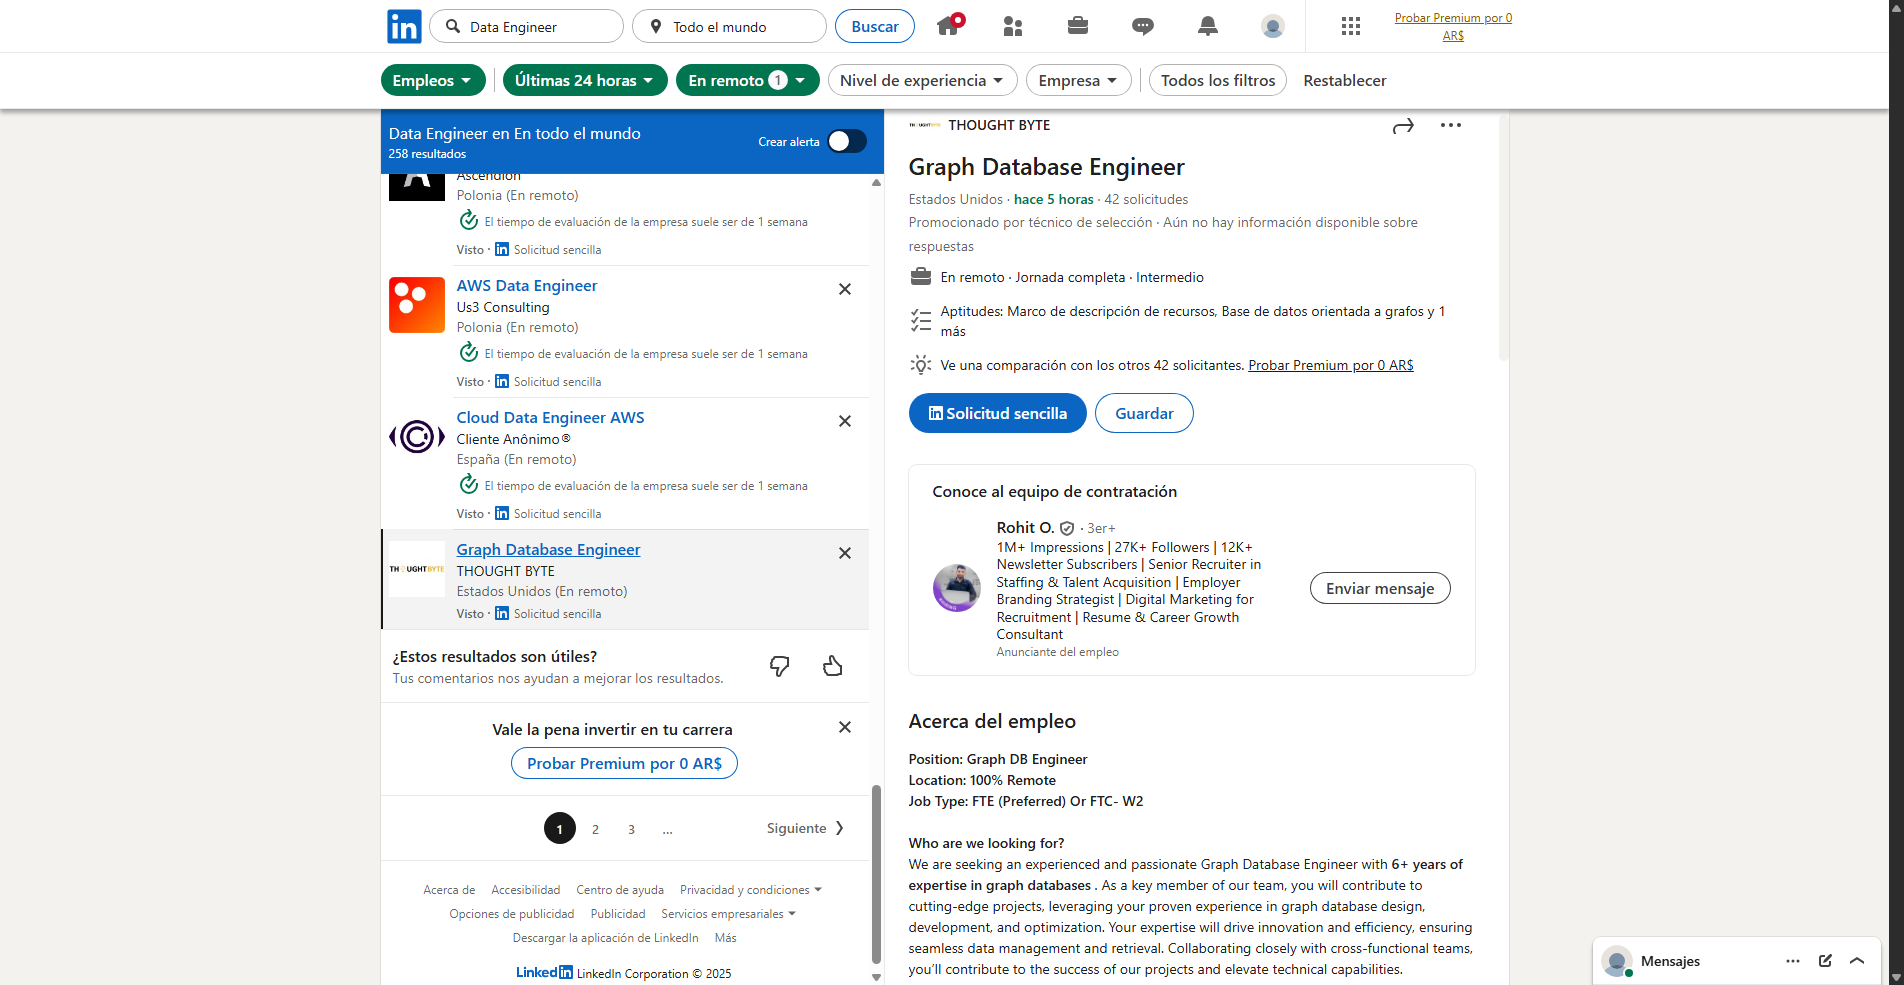 Data Engineer
Todo el mundo
Buscar
Probar Premium por 0
AR$
Empleos
Últimas 24 horas
En remoto 1
Nivel de experiencia
Empresa
Todos los filtros
Restablecer
Data Engineer en En todo el mundo
258 resultados
Crear alerta
Ascendion
Polonia (En remoto)
El tiempo de evaluación de la empresa suele ser de 1 semana
Visto · in Solicitud sencilla
AWS Data Engineer
Us3 Consulting
Polonia (En remoto)
El tiempo de evaluación de la empresa suele ser de 1 semana
Visto · in Solicitud sencilla
Cloud Data Engineer AWS
Cliente Anônimo®
España (En remoto)
El tiempo de evaluación de la empresa suele ser de 1 semana
Visto · in Solicitud sencilla
THOUGHTBYTE
Graph Database Engineer
THOUGHT BYTE
Estados Unidos (En remoto)
Visto · in Solicitud sencilla
¿Estos resultados son útiles?
Tus comentarios nos ayudan a mejorar los resultados.
Vale la pena invertir en tu carrera
Probar Premium por 0 AR$
1 2 3 ... Siguiente
Acerca de Accesibilidad Centro de ayuda Privacidad y condiciones
Opciones de publicidad Publicidad Servicios empresariales
Descargar la aplicación de LinkedIn Más
Linkedin LinkedIn Corporation © 2025
THOUGHT BYTE
Graph Database Engineer
Estados Unidos · hace 5 horas · 42 solicitudes
Promocionado por técnico de selección · Aún no hay información disponible sobre
respuestas
En remoto · Jornada completa · Intermedio
Aptitudes: Marco de descripción de recursos, Base de datos orientada a grafos y 1
más
Ve una comparación con los otros 42 solicitantes. Probar Premium por 0 AR$
in Solicitud sencilla
Guardar
Conoce al equipo de contratación
Rohit O. · 3er+
1M+ Impressions | 27K+ Followers | 12K+
Newsletter Subscribers | Senior Recruiter in
Staffing & Talent Acquisition | Employer
Branding Strategist | Digital Marketing for
Recruitment | Resume & Career Growth
Consultant
Anunciante del empleo
Enviar mensaje
Acerca del empleo
Position: Graph DB Engineer
Location: 100% Remote
Job Type: FTE (Preferred) Or FTC- W2
Who are we looking for?
We are seeking an experienced and passionate Graph Database Engineer with 6+ years of
expertise in graph databases . As a key member of our team, you will contribute to
cutting-edge projects, leveraging your proven experience in graph database design,
development, and optimization. Your expertise will drive innovation and efficiency, ensuring
seamless data management and retrieval. Collaborating closely with cross-functional teams,
you'll contribute to the success of our projects and elevate technical capabilities.
Mensajes